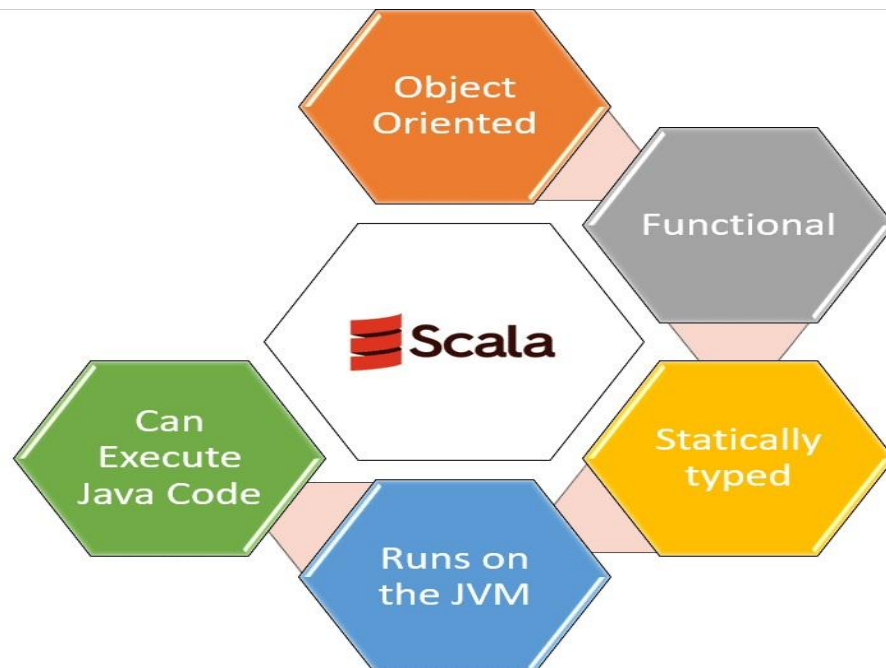 Object
Oriented
Functional
Scala
Statically
typed
Runs on
the JVM
Can
Execute
Java Code